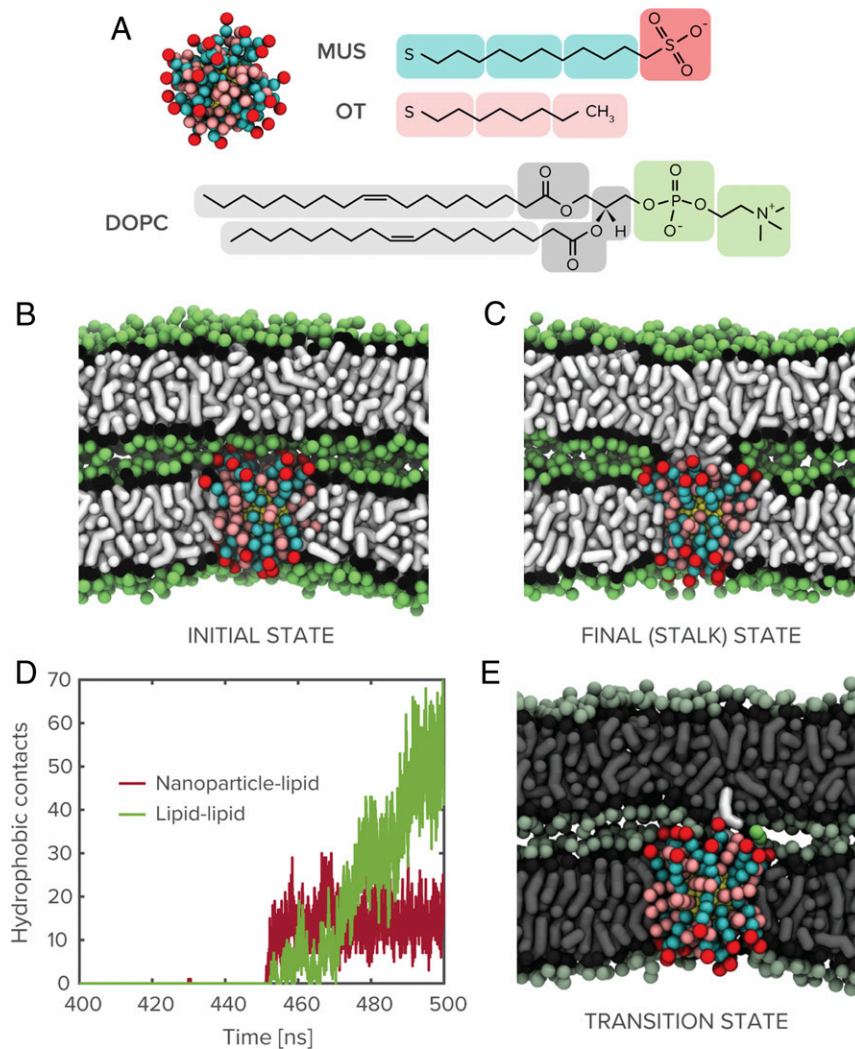 A
MUS
S
S
O⁻
O
O
OT
S
CH₃
DOPC
O
O
O
O
H
O
O
P
O⁻
O
N⁺
B
C
INITIAL STATE
FINAL (STALK) STATE
D
70
60
50
40
30
20
10
0
Hydrophobic contacts
Nanoparticle-lipid
Lipid-lipid
400
420
440
460
480
500
Time [ns]
E
TRANSITION STATE